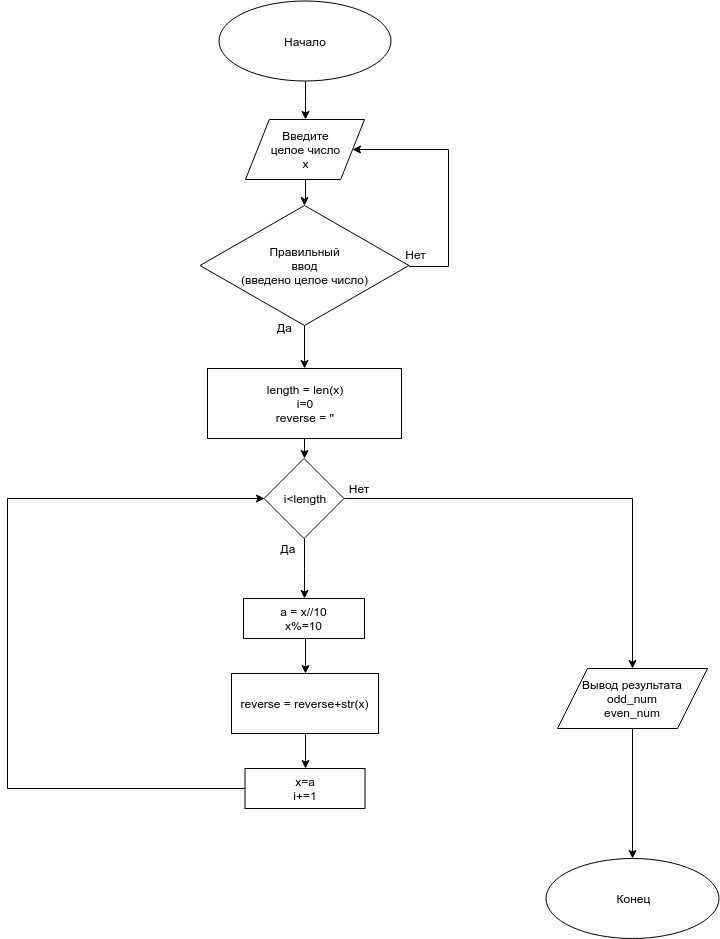 Начало
Введите
целое число
x
Правильный
ввод
(введено целое число)
Нет
Да
length = len(x)
i=0
reverse = ''
i<length
Нет
Да
a = x//10
x%=10
reverse = reverse+str(x)
x=a
i+=1
Вывод результата
odd_num
even_num
Конец